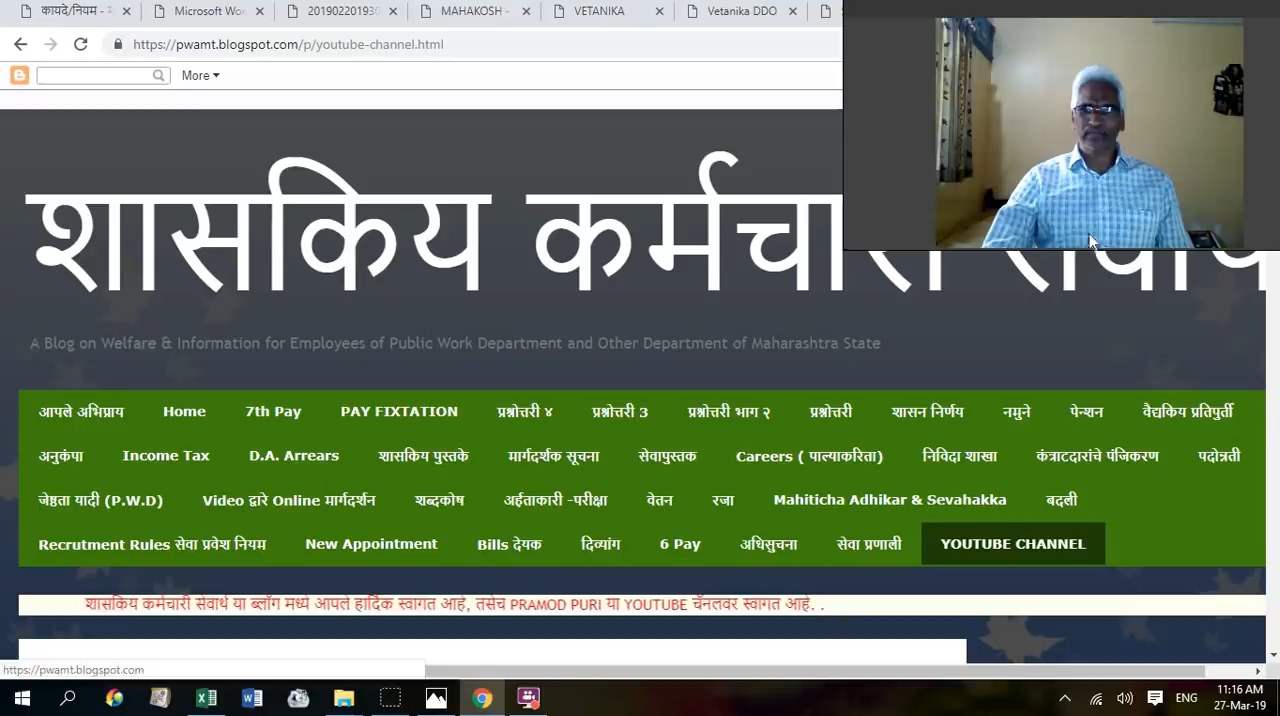 कायदे/नियम - Microsoft Wor 2019022019 MAHAKOSH - VETANIKA Vetanika DDO
https://pwamt.blogspot.com/p/youtube-channel.html
More
शासकिय कर्मचारी सेवार्थ
A Blog on Welfare & Information for Employees of Public Work Department and Other Department of Maharashtra State
आपले अभिप्राय Home 7th Pay PAY FIXTATION प्रश्नोत्तरी ४ प्रश्नोत्तरी 3 प्रश्नोत्तरी भाग २ प्रश्नोत्तरी शासन निर्णय नमुने पेन्शन वैद्यकिय प्रतिपुर्ती
अनुकंपा Income Tax D.A. Arrears शासकिय पुस्तके मार्गदर्शक सूचना सेवापुस्तक Careers ( पाल्याकरिता) निविदा शाखा कंत्राटदारांचे पंजिकरण पदोन्नती
जेष्ठता यादी (P.W.D) Video द्वारे Online मार्गदर्शन शब्दकोष अर्हताकारी -परीक्षा वेतन रजा Mahiticha Adhikar & Sevahakka बदली
Recrutment Rules सेवा प्रवेश नियम New Appointment Bills देयक दिव्यांग 6 Pay अधिसुचना सेवा प्रणाली YOUTUBE CHANNEL
शासकिय कर्मचारी सेवार्थ या ब्लॉग मध्ये आपले हार्दिक स्वागत आहे, तसेच PRAMOD PURI या YOUTUBE चॅनलवर स्वागत आहे. .
https://pwamt.blogspot.com
ENG
11:16 AM
27-Mar-19